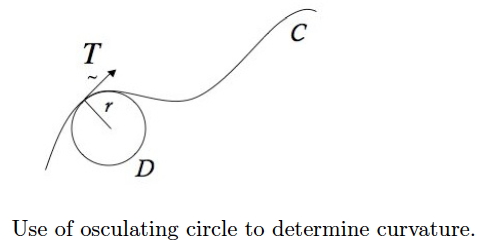 C
T
~
r
D
Use of osculating circle to determine curvature.